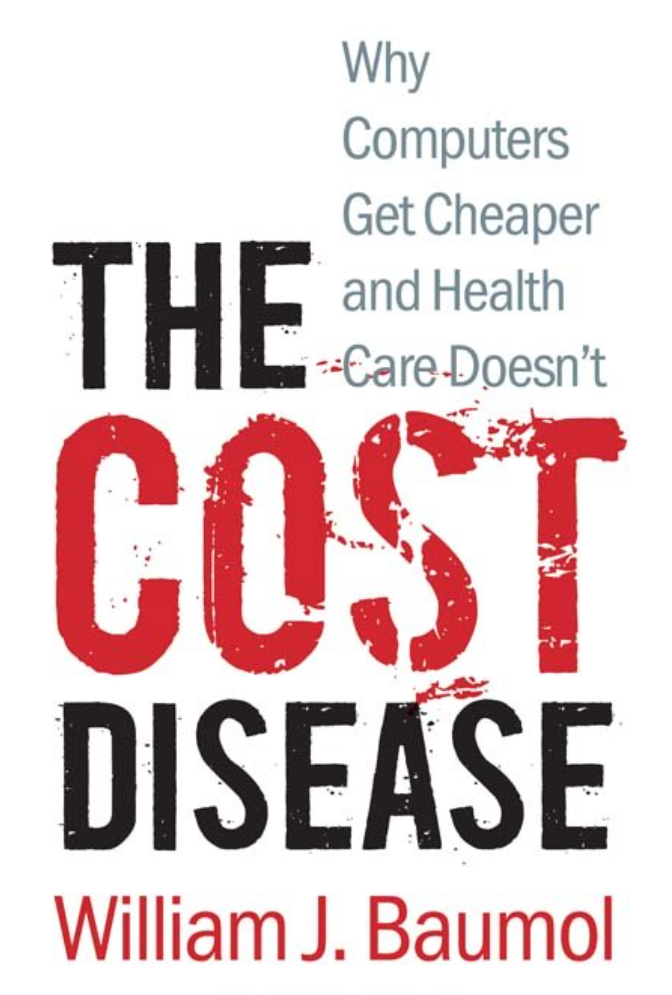 Why
Computers
Get Cheaper
and Health
Care Doesn't
THE
COST
DISEASE
William J. Baumol